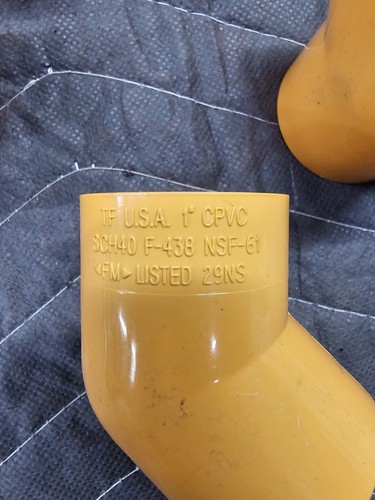 TF U.S.A. 1" CPVC
SCH40 F-438 NSF-61
◄FM► LISTED 29NS